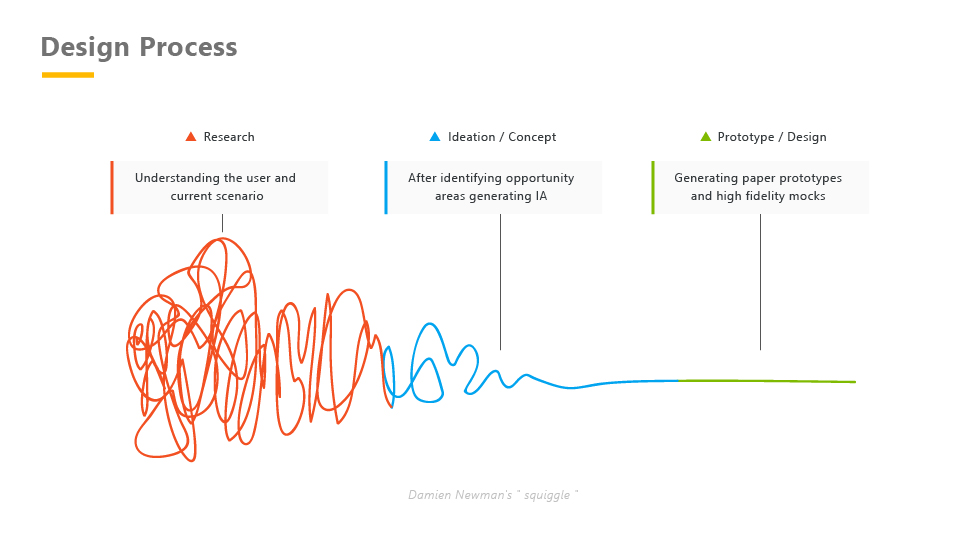 Design Process
Research
Understanding the user and
current scenario
Ideation / Concept
After identifying opportunity
areas generating IA
Prototype / Design
Generating paper prototypes
and high fidelity mocks
Damien Newman's " squiggle "